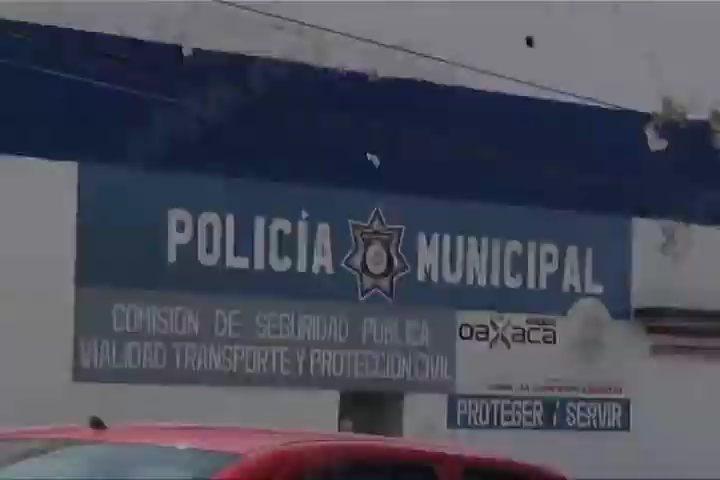 POLICÍA MUNICIPAL
COMISIÓN DE SEGURIDAD PÚBLICA
VIALIDAD TRANSPORTE Y PROTECCIÓN CIVIL
oaxaca
PROTEGER Y SERVIR